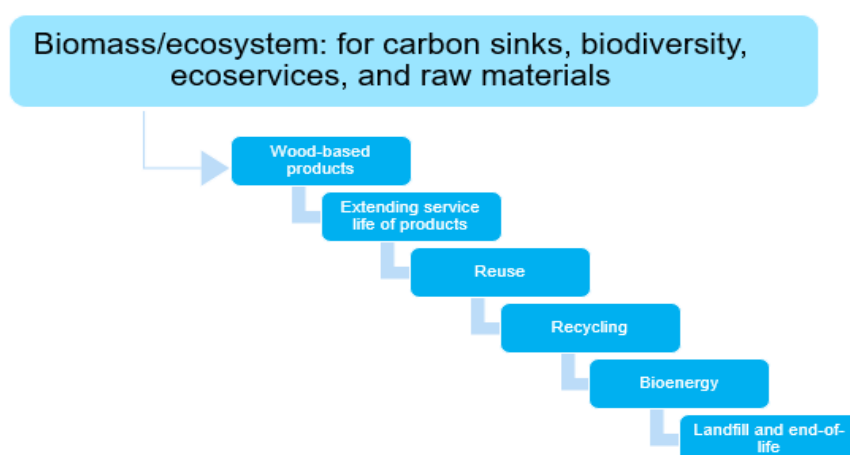 Biomass/ecosystem: for carbon sinks, biodiversity,
ecoservices, and raw materials
Wood-based
products
Extending service
life of products
Reuse
Recycling
Bioenergy
Landfill and end-of-
life